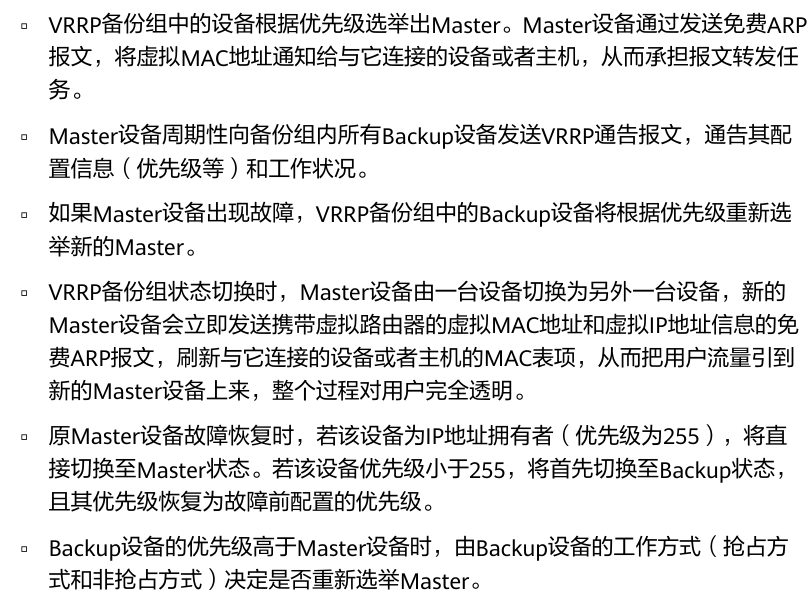 ▫ VRRP备份组中的设备根据优先级选举出Master。Master设备通过发送免费ARP
报文，将虚拟MAC地址通知给与它连接的设备或者主机，从而承担报文转发任
务。
▫ Master设备周期性向备份组内所有Backup设备发送VRRP通告报文，通告其配
置信息（优先级等）和工作状况。
▫ 如果Master设备出现故障，VRRP备份组中的Backup设备将根据优先级重新选
举新的Master。
▫ VRRP备份组状态切换时，Master设备由一台设备切换为另外一台设备，新的
Master设备会立即发送携带虚拟路由器的虚拟MAC地址和虚拟IP地址信息的免
费ARP报文，刷新与它连接的设备或者主机的MAC表项，从而把用户流量引到
新的Master设备上来，整个过程对用户完全透明。
▫ 原Master设备故障恢复时，若该设备为IP地址拥有者（优先级为255），将直
接切换至Master状态。若该设备优先级小于255，将首先切换至Backup状态，
且其优先级恢复为故障前配置的优先级。
▫ Backup设备的优先级高于Master设备时，由Backup设备的工作方式（抢占方
式和非抢占方式）决定是否重新选举Master。